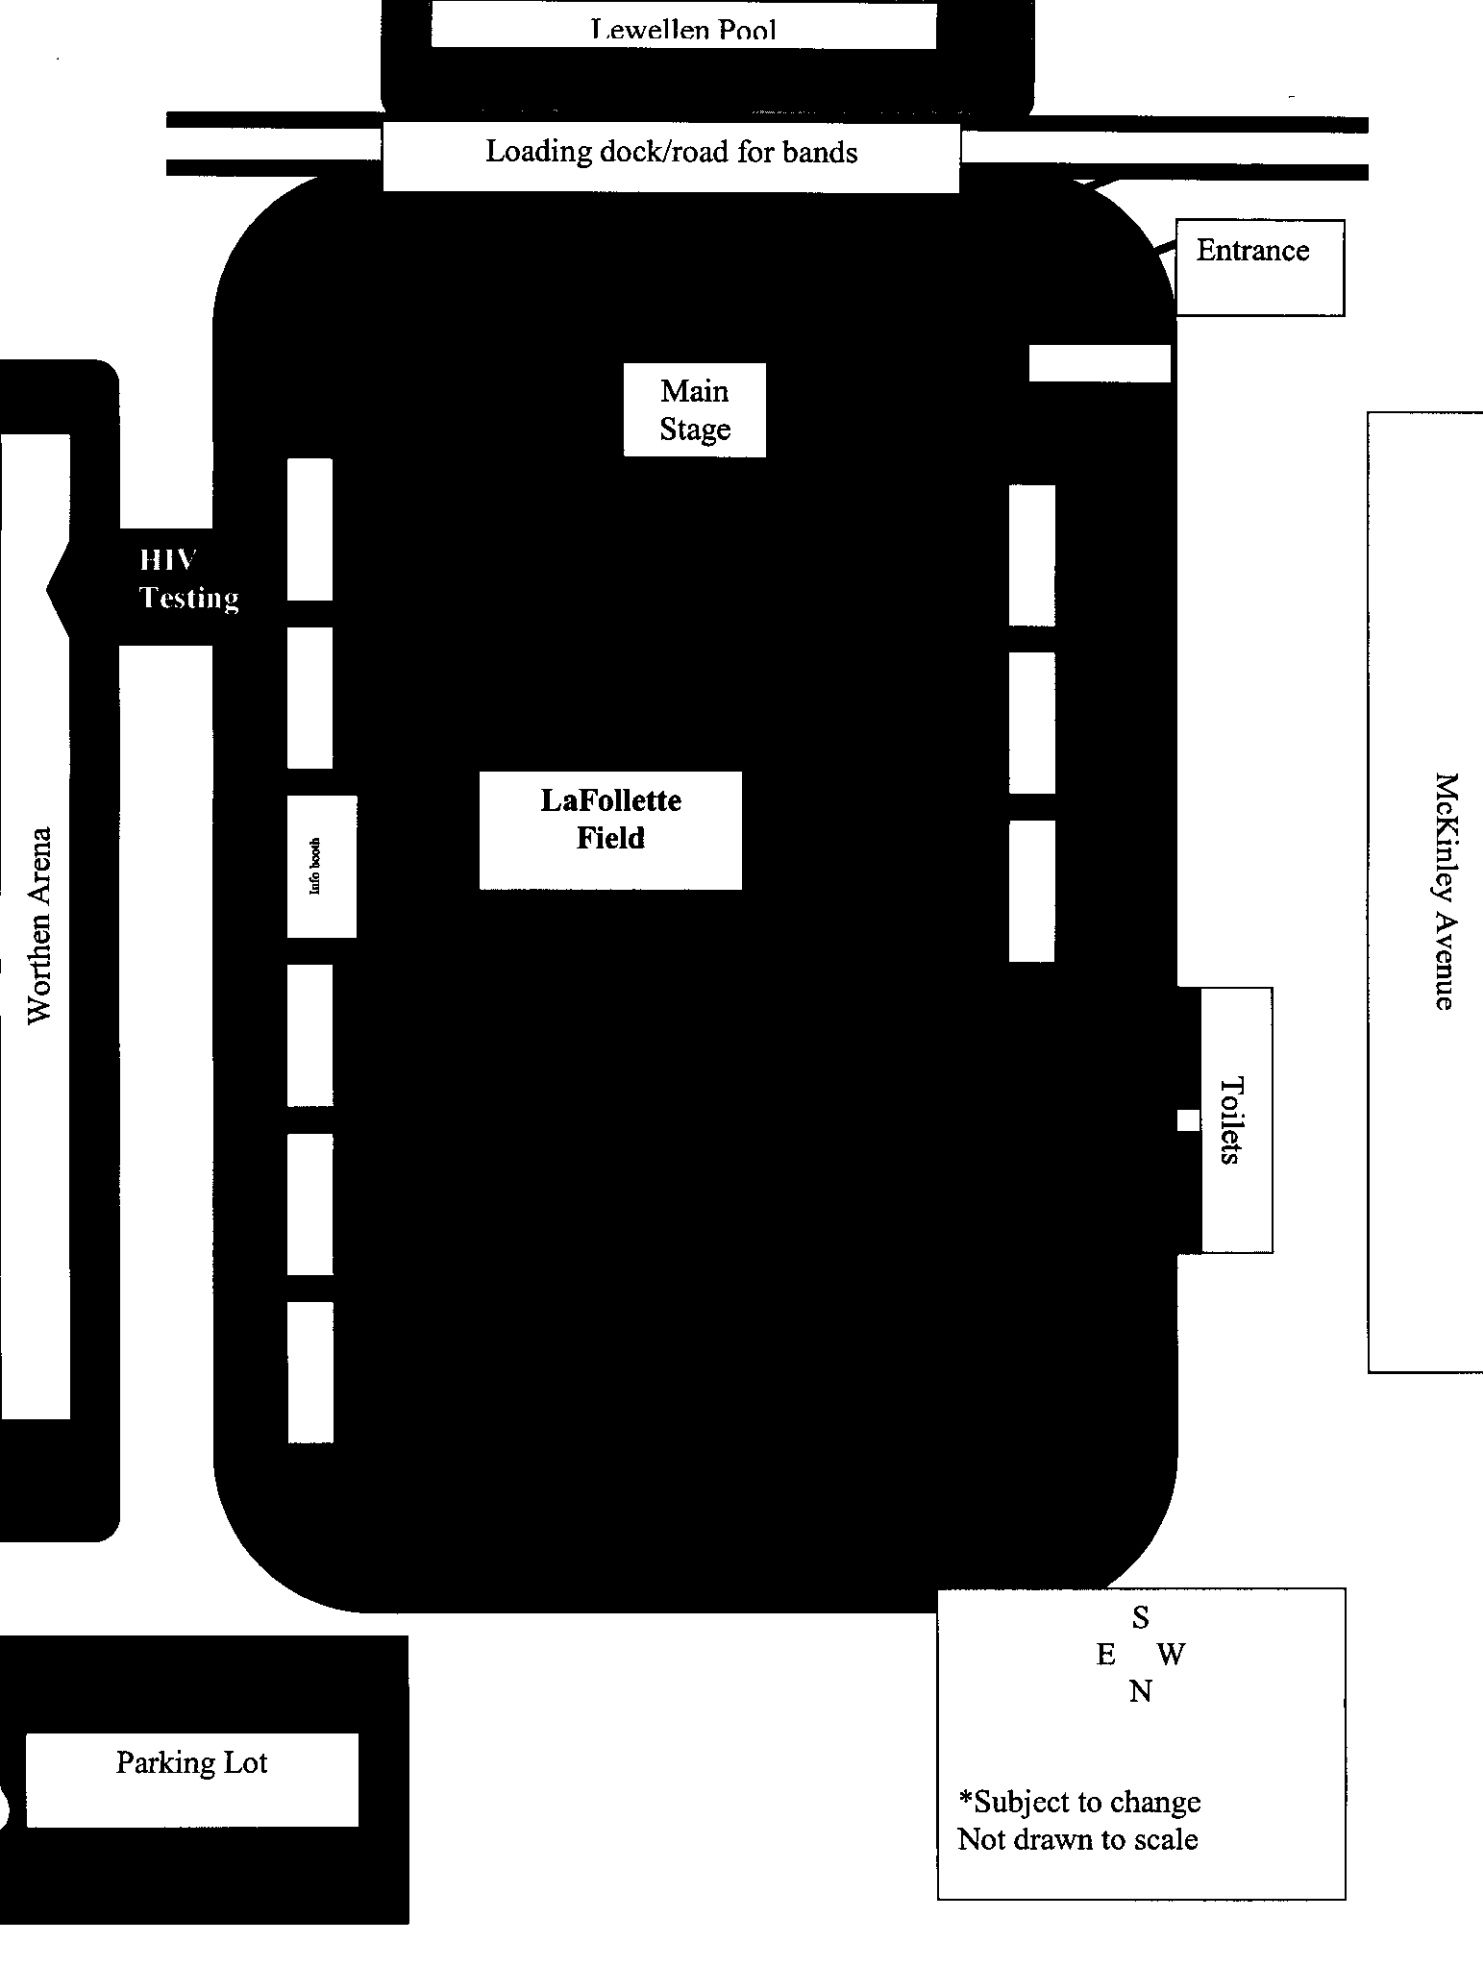 Lewellen Pool
Loading dock/road for bands
Entrance
Main
Stage
HIV
Testing
LaFollette
Field
Info booth
Worthen Arena
McKinley Avenue
Toilets
S
E W
N
Parking Lot
*Subject to change
Not drawn to scale